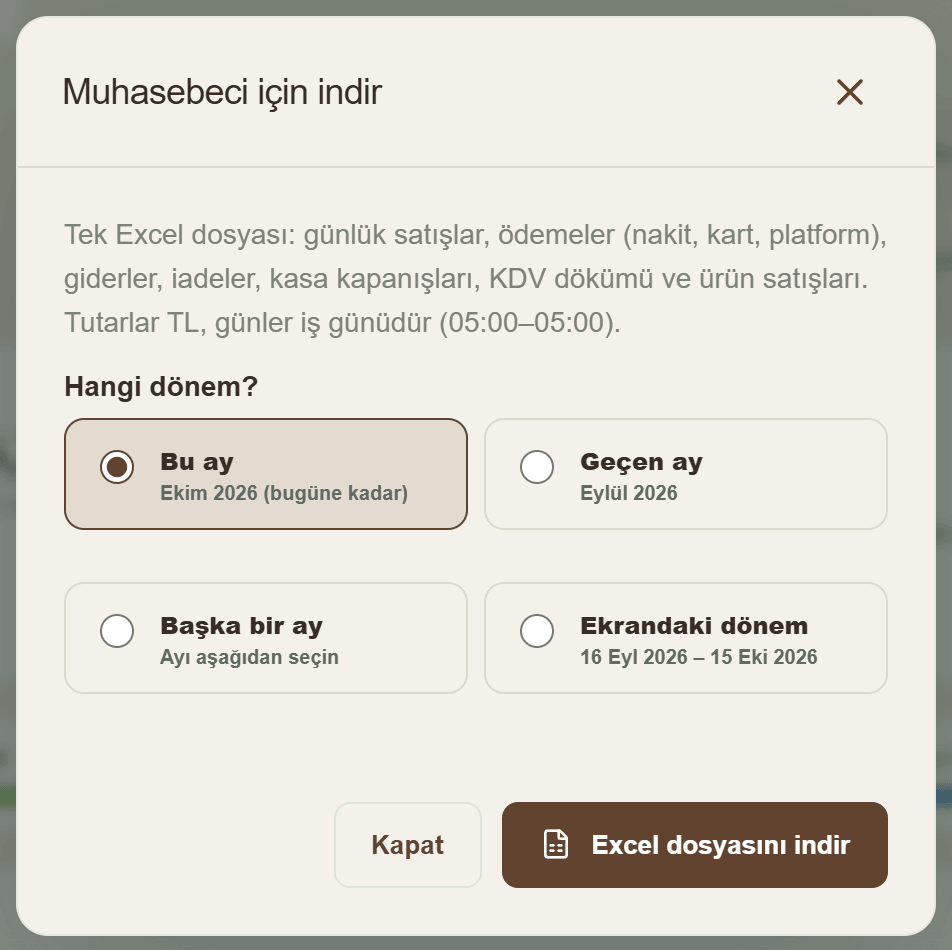 Muhasebeci için indir
Tek Excel dosyası: günlük satışlar, ödemeler (nakit, kart, platform),
giderler, iadeler, kasa kapanışları, KDV dökümü ve ürün satışları.
Tutarlar TL, günler iş günüdür (05:00–05:00).
Hangi dönem?
Bu ay
Ekim 2026 (bugüne kadar)
Geçen ay
Eylül 2026
Başka bir ay
Ayı aşağıdan seçin
Ekrandaki dönem
16 Eyl 2026 – 15 Eki 2026
Kapat
Excel dosyasını indir